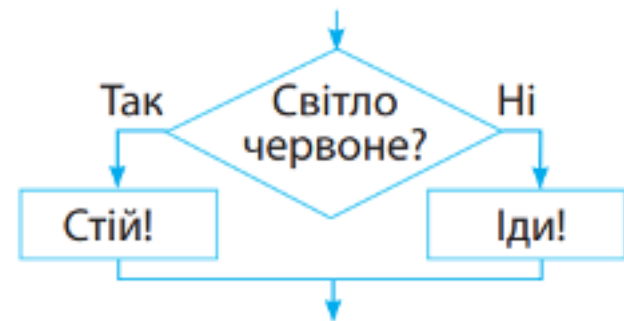 Так
Світло
червоне?
Ні
Стій!
Іди!